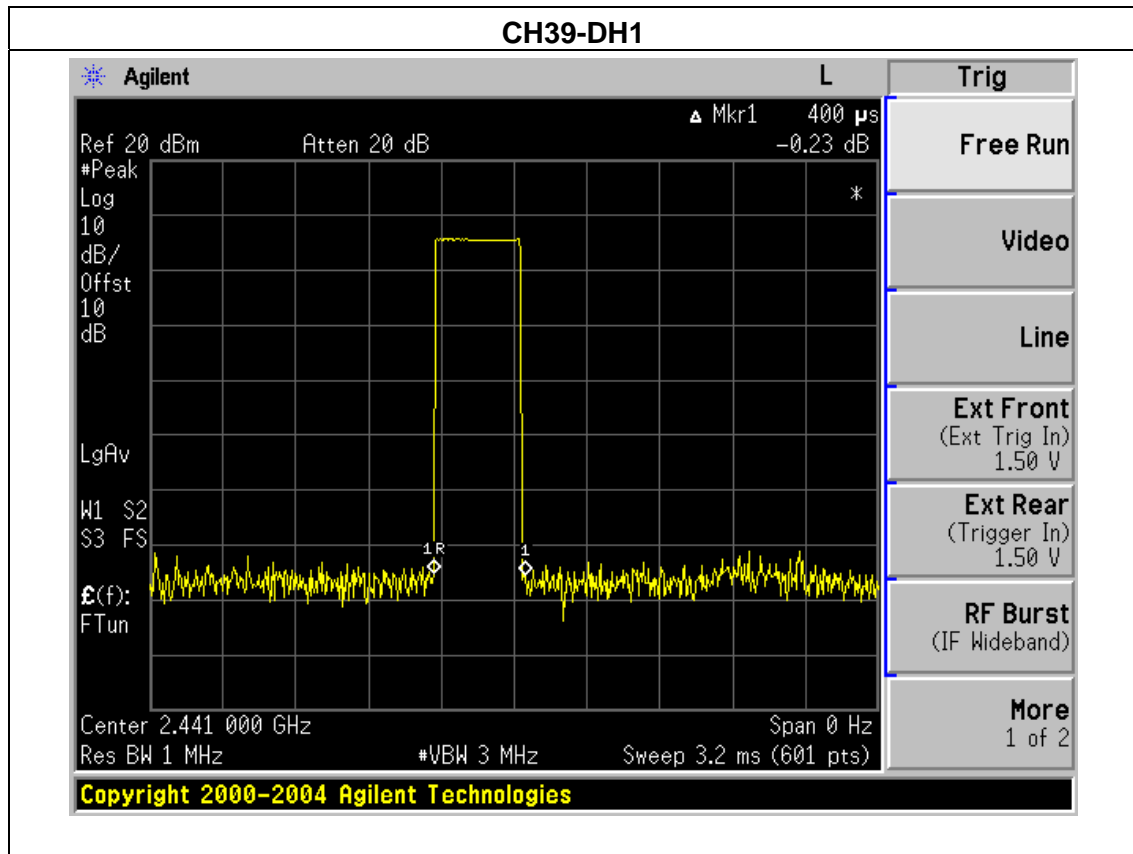 CH39-DH1
Agilent L Trig
Δ Mkr1 400 µs
Ref 20 dBm Atten 20 dB -0.23 dB
#Peak
Log
10
dB/
Offst
10
dB
LgAv
W1 S2
S3 FS
£(f):
FTun
*
1R 1
Center 2.441 000 GHz Span 0 Hz
Res BW 1 MHz #VBW 3 MHz Sweep 3.2 ms (601 pts)
Free Run
Video
Line
Ext Front
(Ext Trig In)
1.50 V
Ext Rear
(Trigger In)
1.50 V
RF Burst
(IF Wideband)
More
1 of 2
Copyright 2000-2004 Agilent Technologies